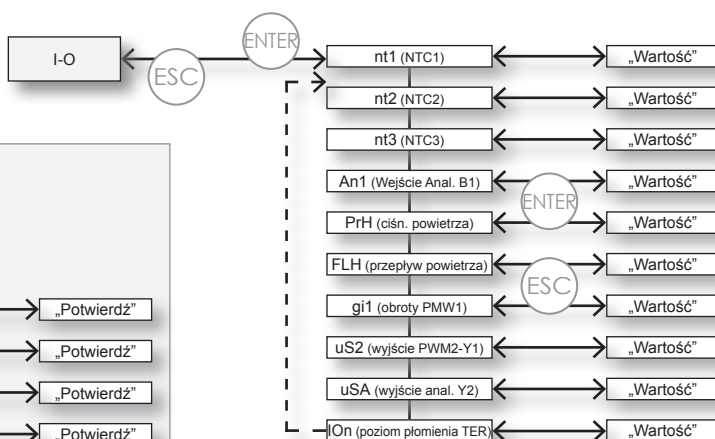 ENTER
I-O
ESC
nt1 (NTC1) „Wartość”
nt2 (NTC2) „Wartość”
nt3 (NTC3) „Wartość”
An1 (Wejście Anal. B1) „Wartość”
ENTER
PrH (ciśn. powietrza) „Wartość”
FLH (przepływ powietrza) „Wartość”
ESC
„Potwierdź” gi1 (obroty PMW1) „Wartość”
„Potwierdź” uS2 (wyjście PWM2-Y1) „Wartość”
„Potwierdź” uSA (wyjście anal. Y2) „Wartość”
„Potwierdź” IOn (poziom płomienia TER) „Wartość”